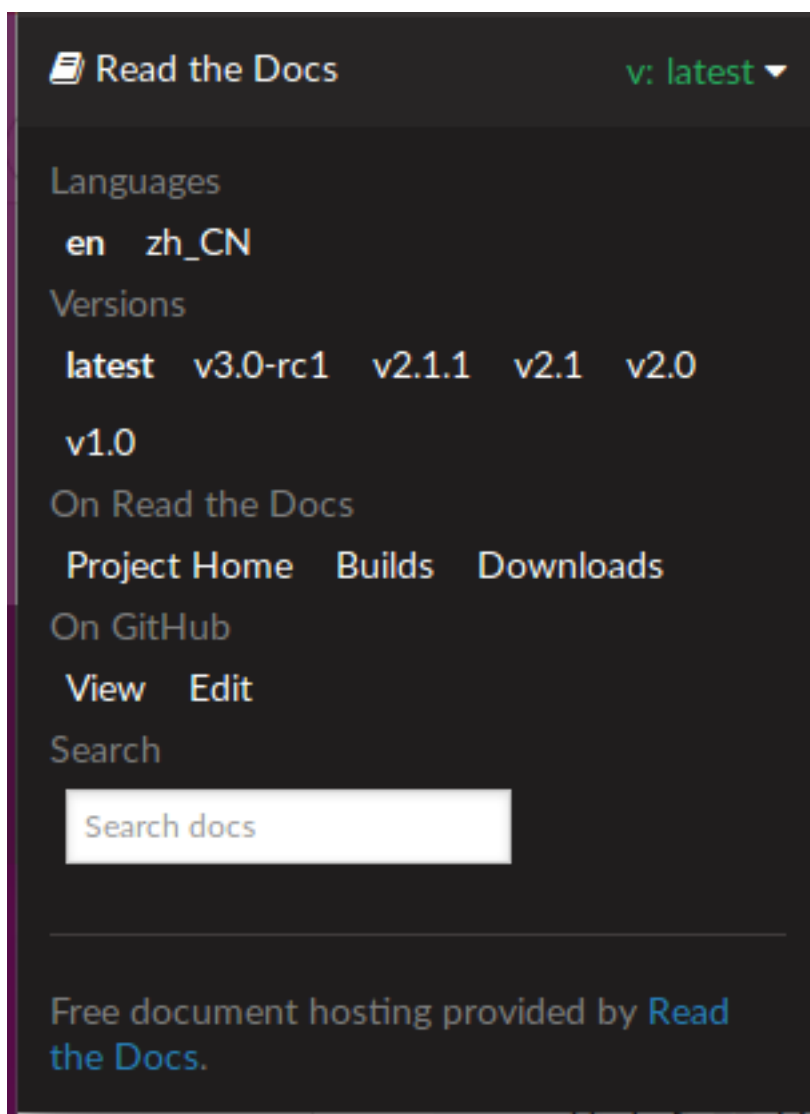 Read the Docs v: latest
Languages
en zh_CN
Versions
latest v3.0-rc1 v2.1.1 v2.1 v2.0
v1.0
On Read the Docs
Project Home Builds Downloads
On GitHub
View Edit
Search
Search docs
Free document hosting provided by Read
the Docs.